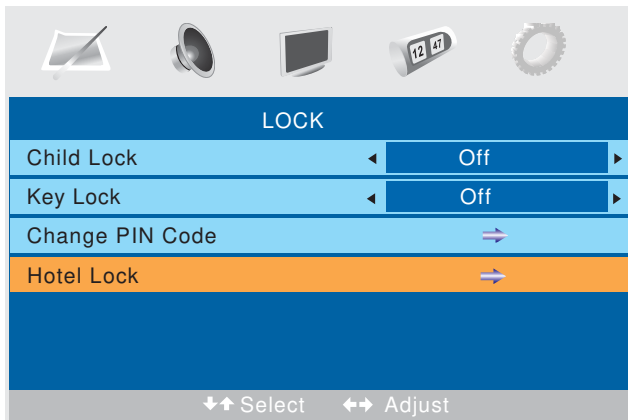 12 47
LOCK
Child Lock Off
Key Lock Off
Change PIN Code
Hotel Lock
Select Adjust